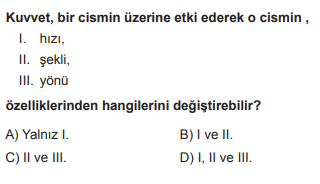 Kuvvet, bir cismin üzerine etki ederek o cismin ,
I. hızı,
II. şekli,
III. yönü
özelliklerinden hangilerini değiştirebilir?
A) Yalnız I. B) I ve II.
C) II ve III. D) I, II ve III.